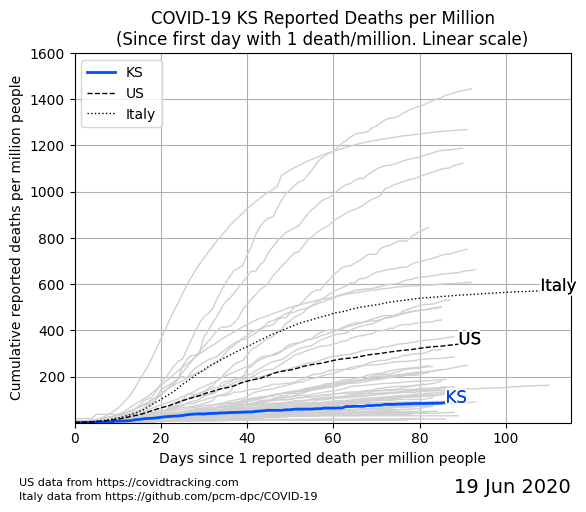 COVID-19 KS Reported Deaths per Million
(Since first day with 1 death/million. Linear scale)
Cumulative reported deaths per million people
1600
1400
1200
1000
800
600
400
200
KS
US
Italy
Italy
US
KS
0
20
40
60
80
100
Days since 1 reported death per million people
US data from https://covidtracking.com
Italy data from https://github.com/pcm-dpc/COVID-19
19 Jun 2020